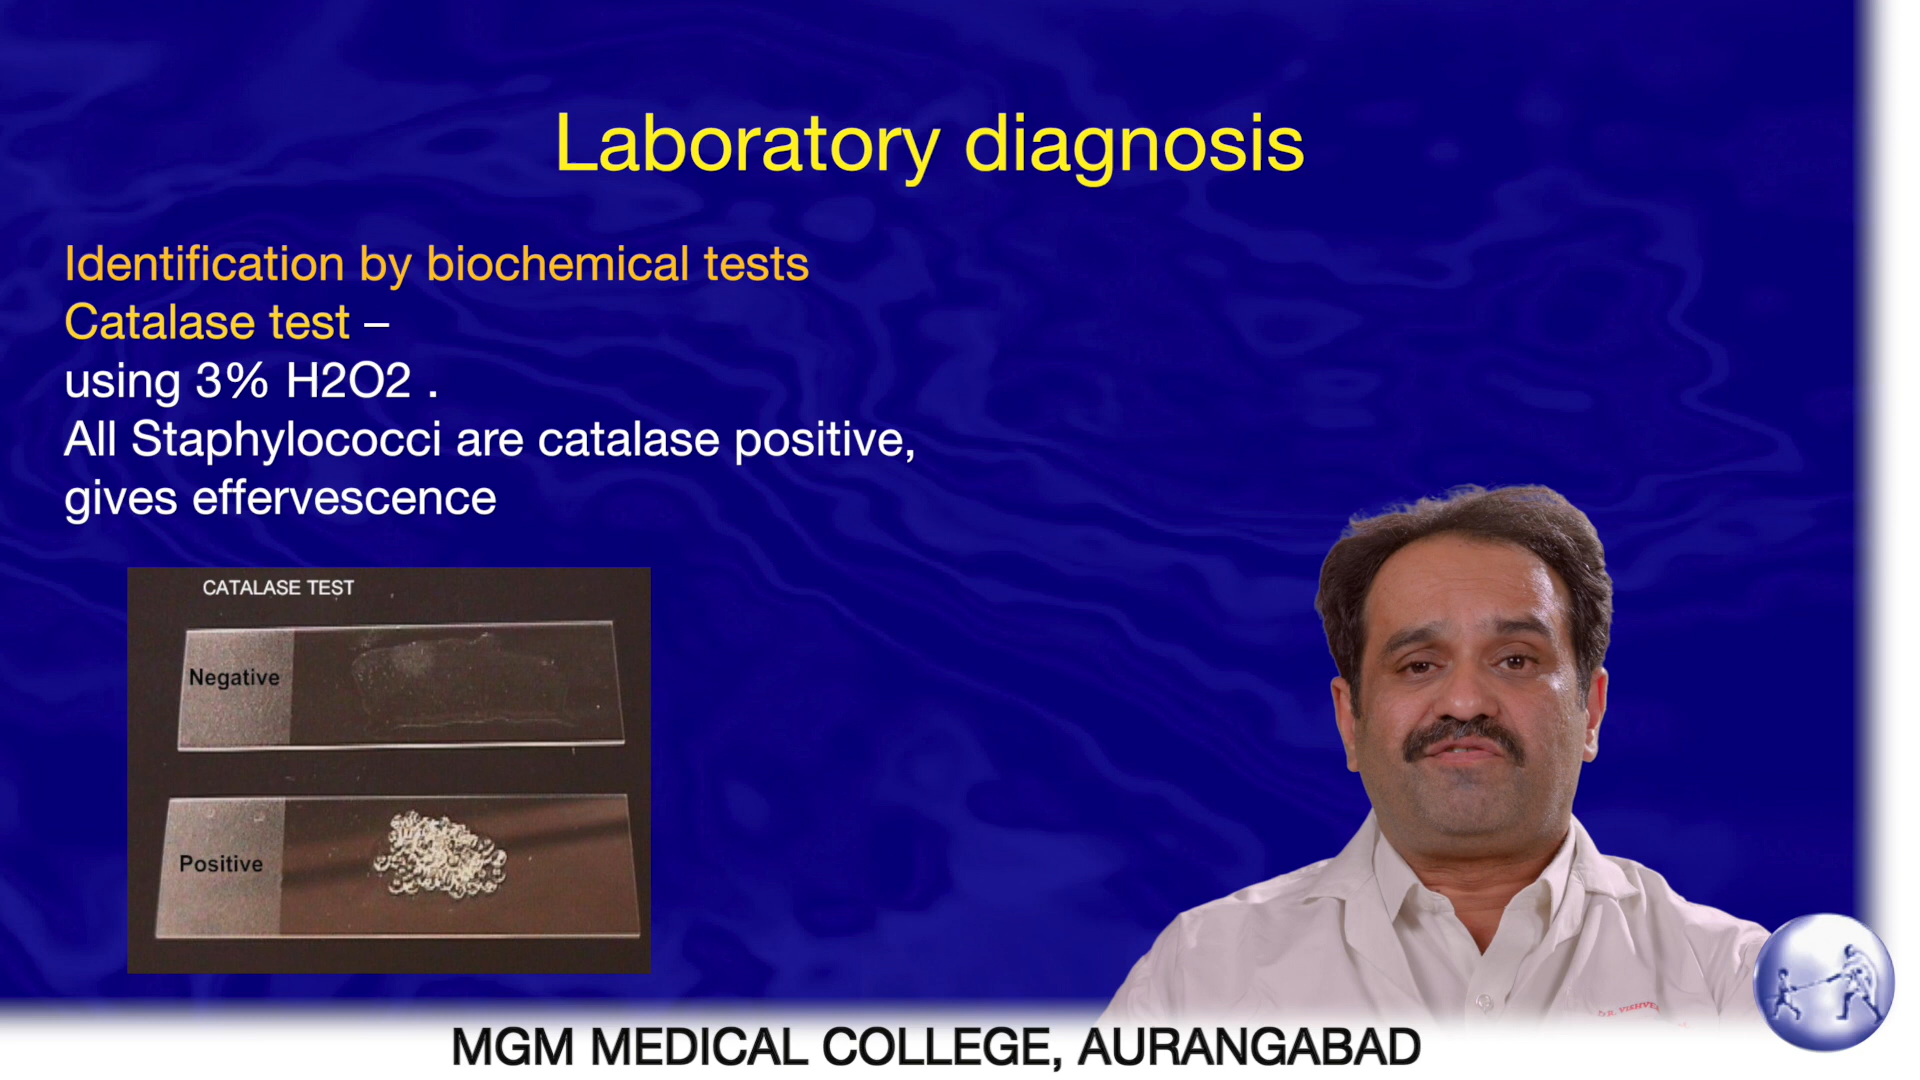 Laboratory diagnosis
Identification by biochemical tests
Catalase test –
using 3% H2O2 .
All Staphylococci are catalase positive,
gives effervescence
CATALASE TEST
Negative
Positive
MGM MEDICAL COLLEGE, AURANGABAD